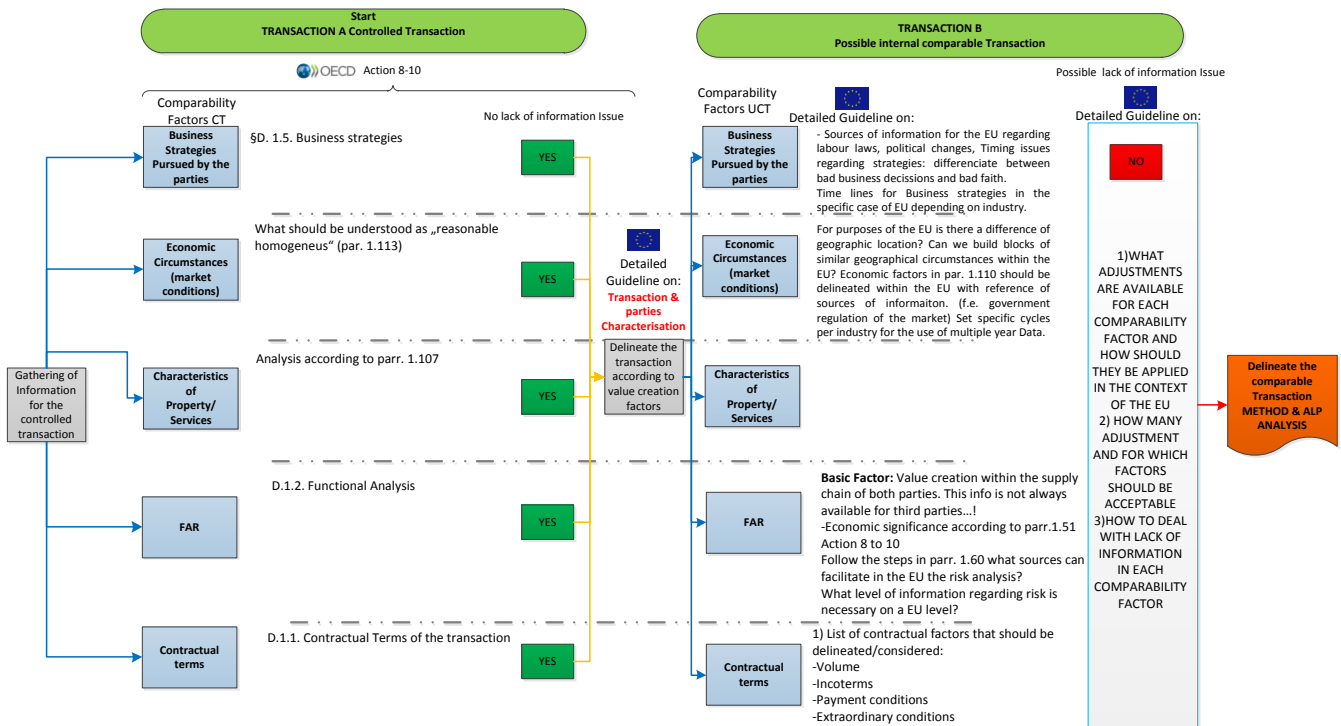 Start
TRANSACTION A Controlled Transaction
TRANSACTION B
Possible internal comparable Transaction
OECD Action 8-10
Possible lack of information Issue
Comparability
Factors CT
No lack of information Issue
Comparability
Factors UCT
Detailed Guideline on:
Detailed Guideline on:
Business
Strategies
Pursued by the
parties
§D. 1.5. Business strategies
YES
Business
Strategies
Pursued by the
parties
- Sources of information for the EU regarding
labour laws, political changes, Timing issues
regarding strategies: differenciate between
bad business decissions and bad faith.
Time lines for Business strategies in the
specific case of EU depending on industry.
NO
What should be understood as „reasonable
homogeneus“ (par. 1.113)
Economic
Circumstances
(market
conditions)
YES
Detailed
Guideline on:
Transaction &
parties
Characterisation
Economic
Circumstances
(market
conditions)
For purposes of the EU is there a difference of
geographic location? Can we build blocks of
similar geographical circumstances within the
EU? Economic factors in par. 1.110 should be
delineated within the EU with reference of
sources of informaiton. (f.e. government
regulation of the market) Set specific cycles
per industry for the use of multiple year Data.
1)WHAT
ADJUSTMENTS
ARE AVAILABLE
FOR EACH
COMPARABILITY
FACTOR AND
HOW SHOULD
THEY BE APPLIED
IN THE CONTEXT
OF THE EU
2) HOW MANY
ADJUSTMENT
AND FOR WHICH
FACTORS
SHOULD BE
ACCEPTABLE
3)HOW TO DEAL
WITH LACK OF
INFORMATION
IN EACH
COMPARABILITY
FACTOR
Gathering of
Information
for the
controlled
transaction
Analysis according to parr. 1.107
Characteristics
of
Property/
Services
YES
Delineate the
transaction
according to
value creation
factors
Characteristics
of
Property/
Services
Delineate the
comparable
Transaction
METHOD & ALP
ANALYSIS
D.1.2. Functional Analysis
FAR
YES
FAR
Basic Factor: Value creation within the supply
chain of both parties. This info is not always
available for third parties…!
-Economic significance according to parr.1.51
Action 8 to 10
Follow the steps in parr. 1.60 what sources can
facilitate in the EU the risk analysis?
What level of information regarding risk is
necessary on a EU level?
D.1.1. Contractual Terms of the transaction
Contractual
terms
YES
Contractual
terms
1) List of contractual factors that should be
delineated/considered:
-Volume
-Incoterms
-Payment conditions
-Extraordinary conditions